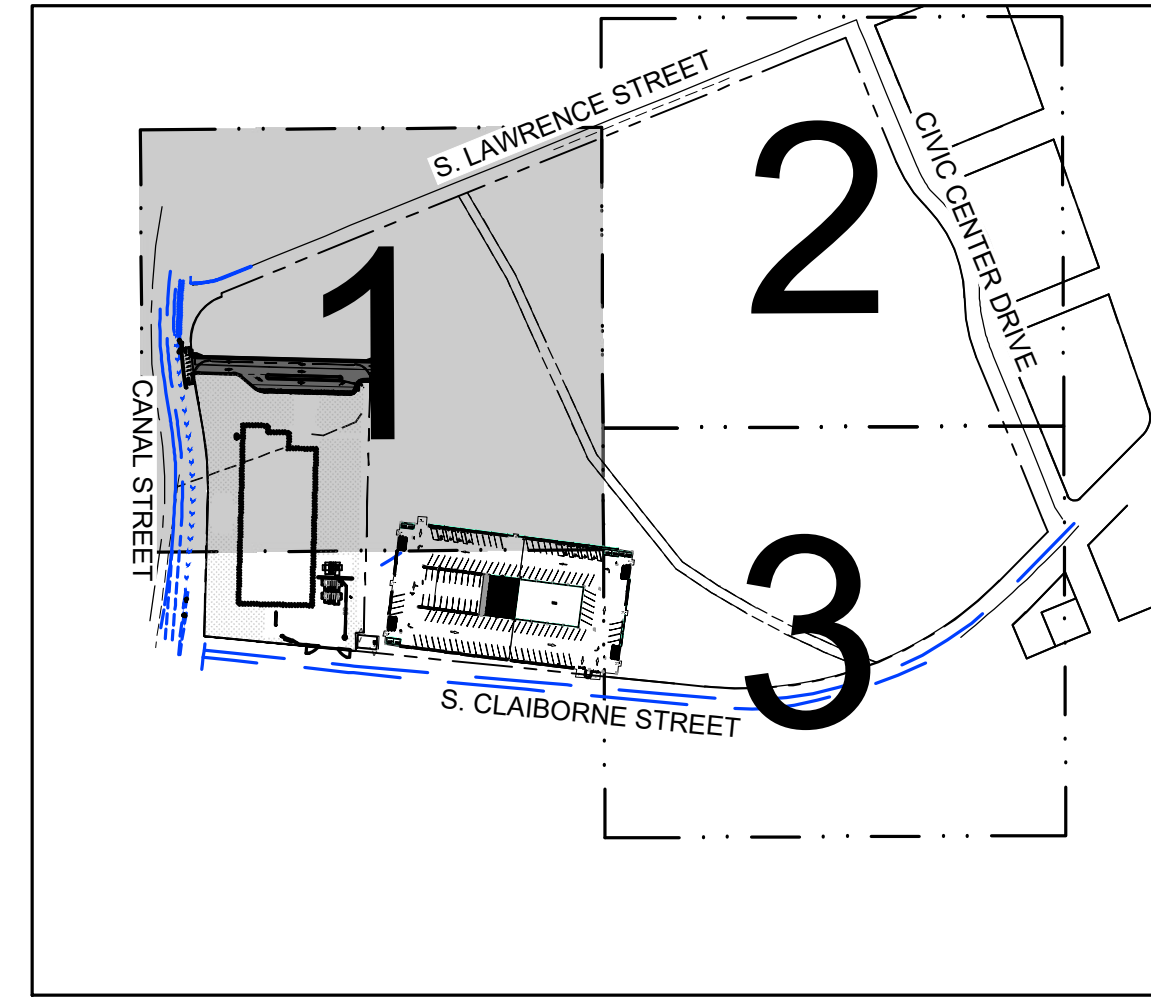 S. LAWRENCE STREET
2
CIVIC CENTER DRIVE
1
CANAL STREET
3
S. CLAIBORNE STREET